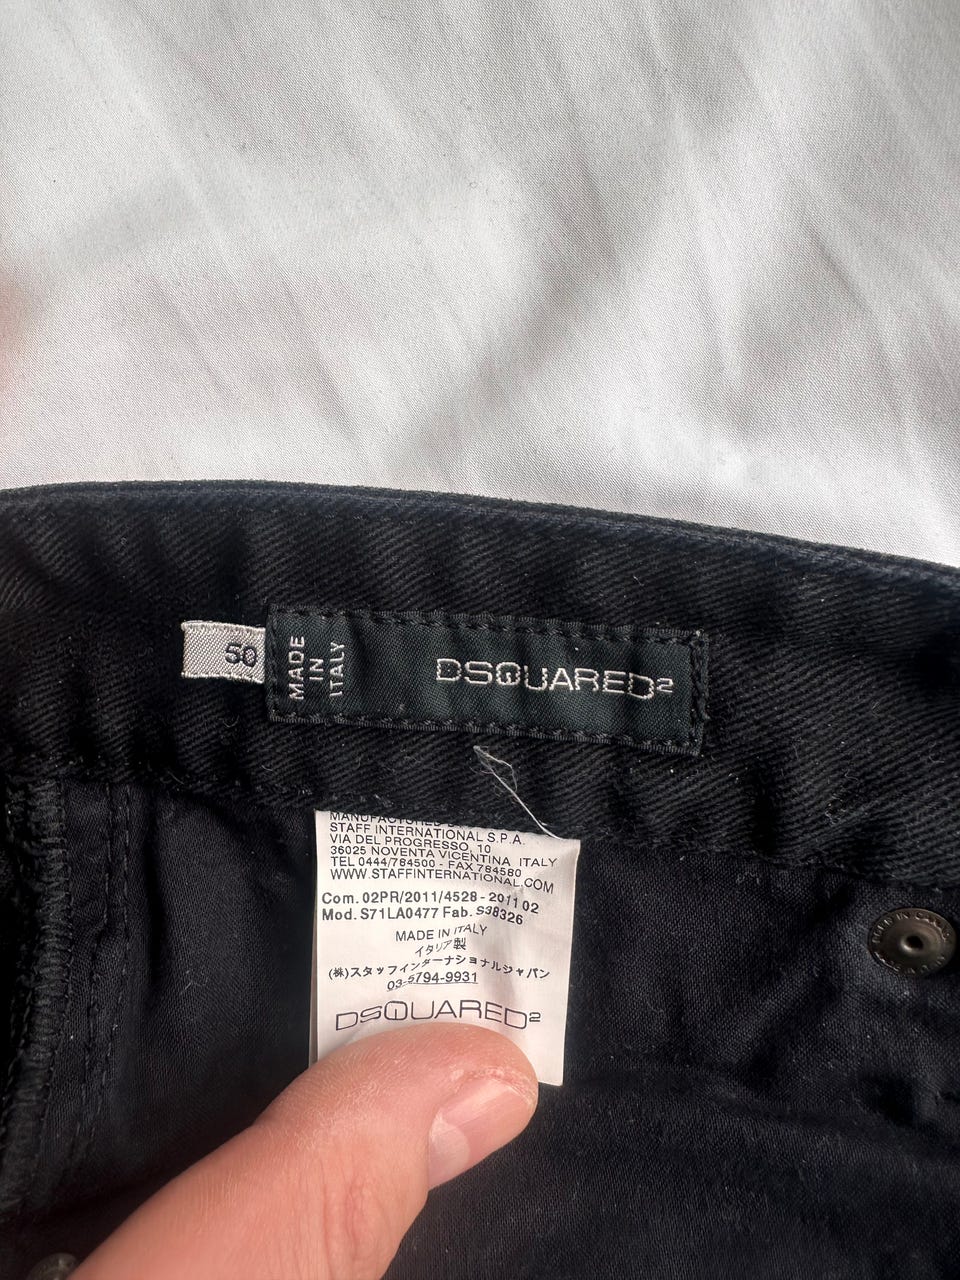 50
MADE
IN
ITALY
DSQUARED2
STAFF INTERNATIONAL S.P.A.
VIA DEL PROGRESSO, 10
36025 NOVENTA VICENTINA ITALY
TEL 0444/784500 - FAX 784580
WWW.STAFFINTERNATIONAL.COM
Com. 02PR/2011/4528 - 2011 02
Mod. S71LA0477 Fab. S38326
MADE IN ITALY
イタリア製
(株)スタッフインターナショナルジャパン
03-5794-9931
DSQUARED2